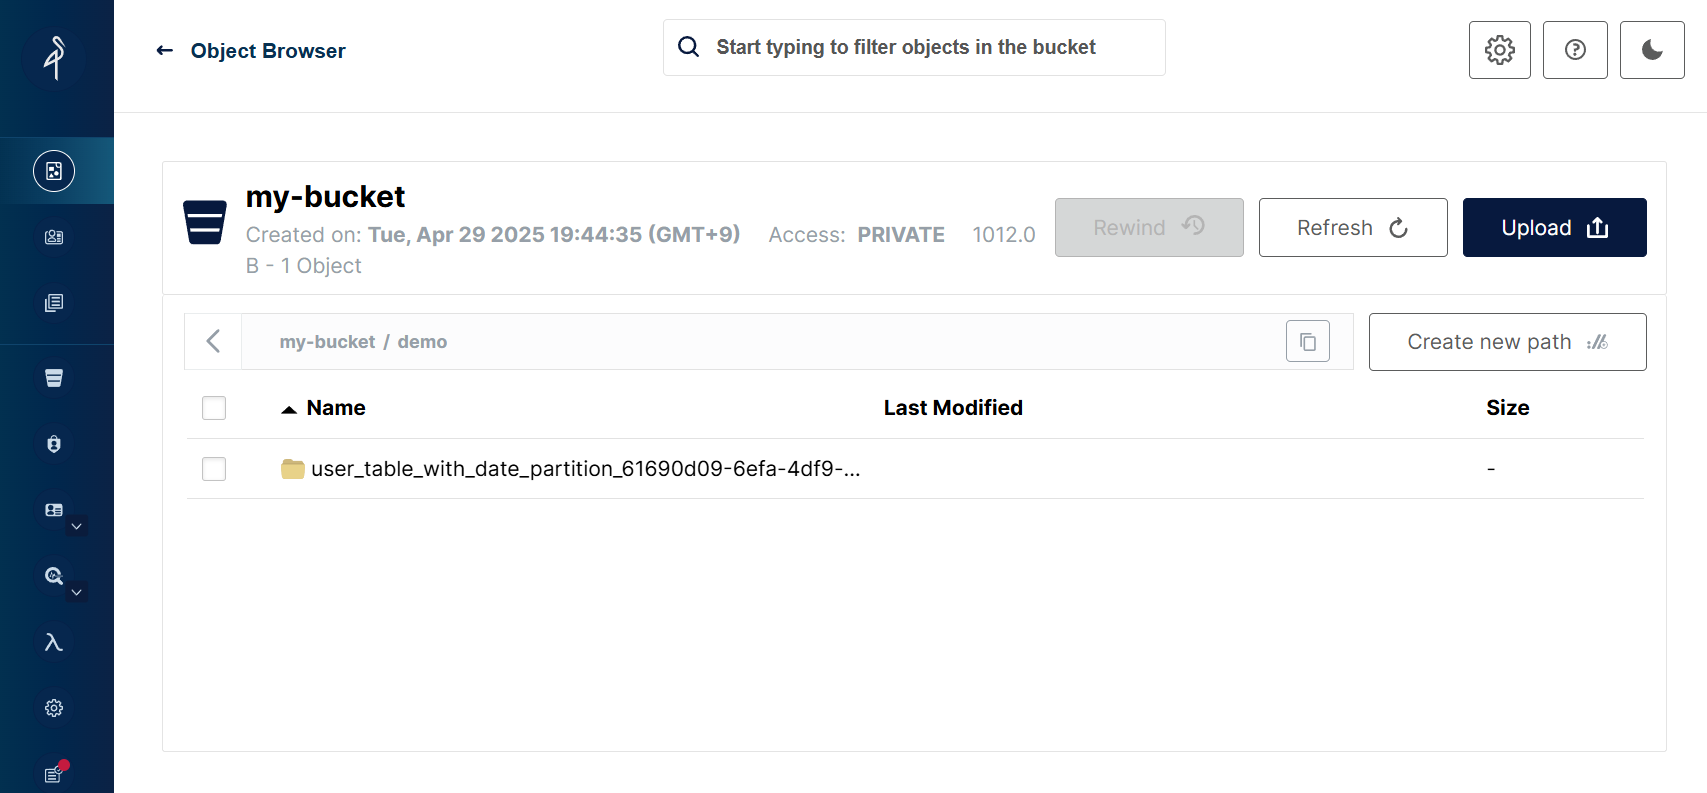 Object Browser
Start typing to filter objects in the bucket
my-bucket
Created on: Tue, Apr 29 2025 19:44:35 (GMT+9) Access: PRIVATE 1012.0
B - 1 Object
Rewind
Refresh
Upload
my-bucket / demo
Create new path
Name Last Modified Size
user_table_with_date_partition_61690d09-6efa-4df9-... -